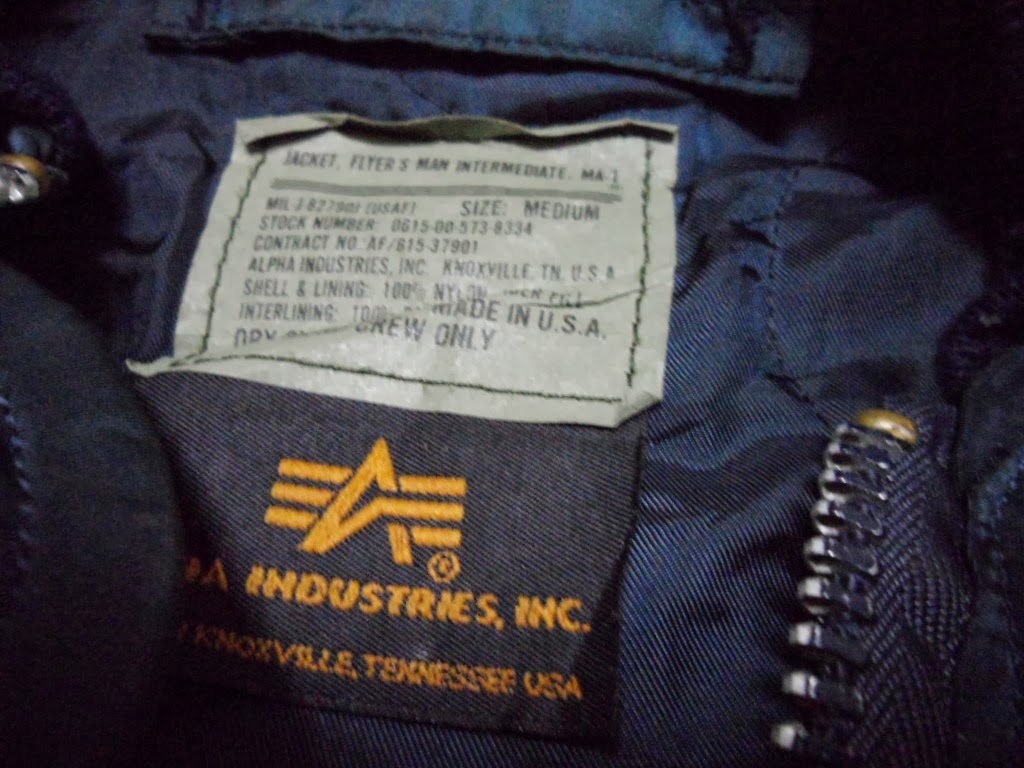 JACKET, FLYER'S MAN INTERMEDIATE, MA-1
MIL-J-8279OJ (USAF) SIZE: MEDIUM
STOCK NUMBER: 0615-00-573-8334
CONTRACT NO. AF/615-37901
ALPHA INDUSTRIES, INC. KNOXVILLE, TN. U.S.A.
SHELL & LINING: 100% NYLON
INTERLINING: MADE IN U.S.A.
DRY ONLY
INDUSTRIES, INC.
KNOXVILLE, TENNESSEE USA